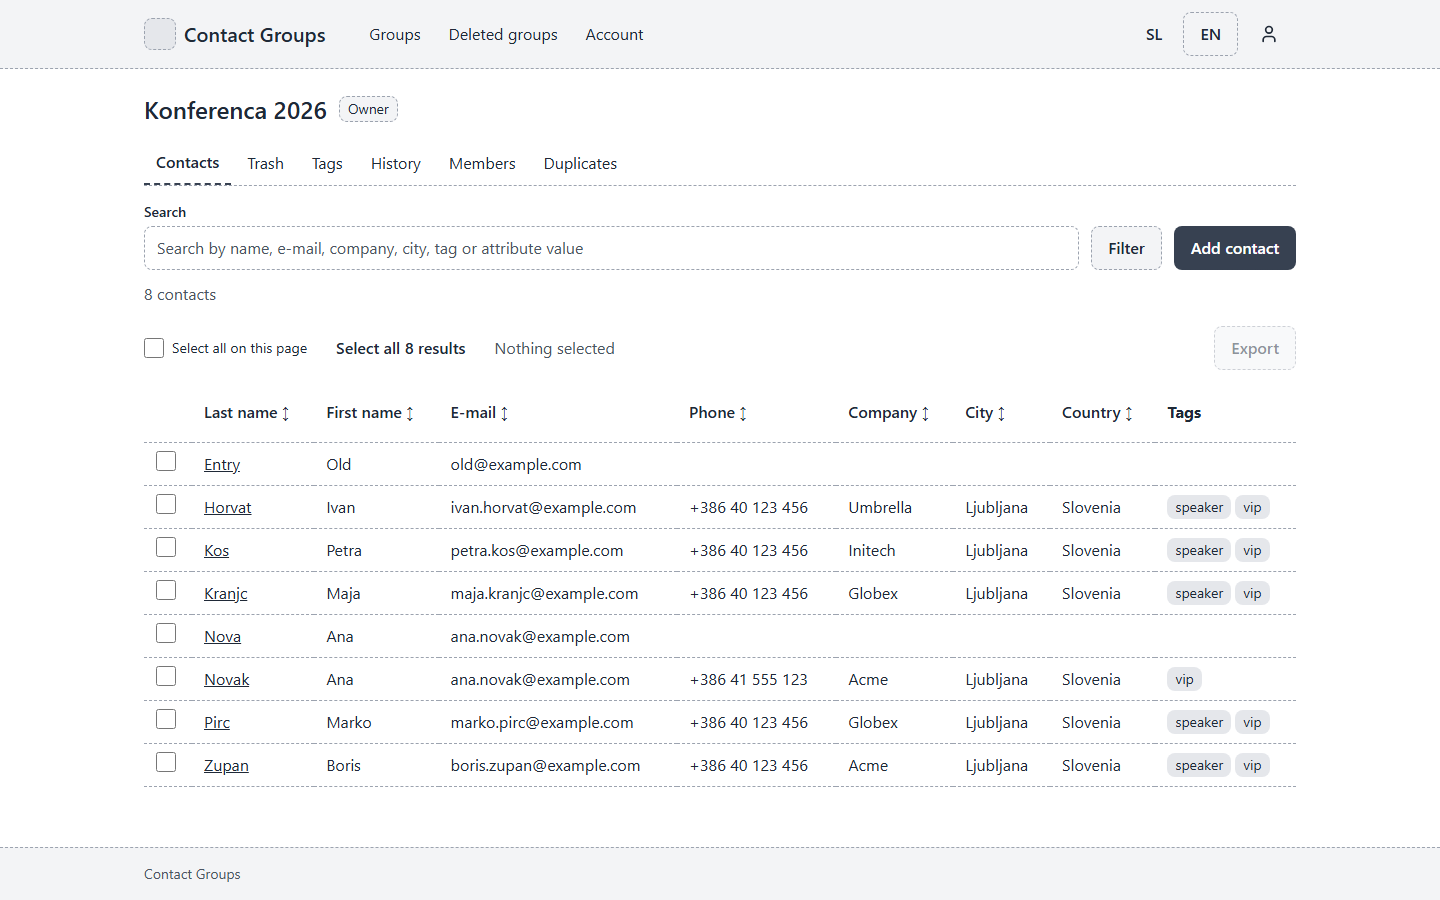 Contact Groups Groups Deleted groups Account SL EN
Konferenca 2026 Owner
Contacts Trash Tags History Members Duplicates
Search
Search by name, e-mail, company, city, tag or attribute value Filter Add contact
8 contacts
Select all on this page Select all 8 results Nothing selected Export
Last name ↕ First name ↕ E-mail ↕ Phone ↕ Company ↕ City ↕ Country ↕ Tags
Entry Old old@example.com
Horvat Ivan ivan.horvat@example.com +386 40 123 456 Umbrella Ljubljana Slovenia speaker vip
Kos Petra petra.kos@example.com +386 40 123 456 Initech Ljubljana Slovenia speaker vip
Kranjc Maja maja.kranjc@example.com +386 40 123 456 Globex Ljubljana Slovenia speaker vip
Nova Ana ana.novak@example.com
Novak Ana ana.novak@example.com +386 41 555 123 Acme Ljubljana Slovenia vip
Pirc Marko marko.pirc@example.com +386 40 123 456 Globex Ljubljana Slovenia speaker vip
Zupan Boris boris.zupan@example.com +386 40 123 456 Acme Ljubljana Slovenia speaker vip
Contact Groups